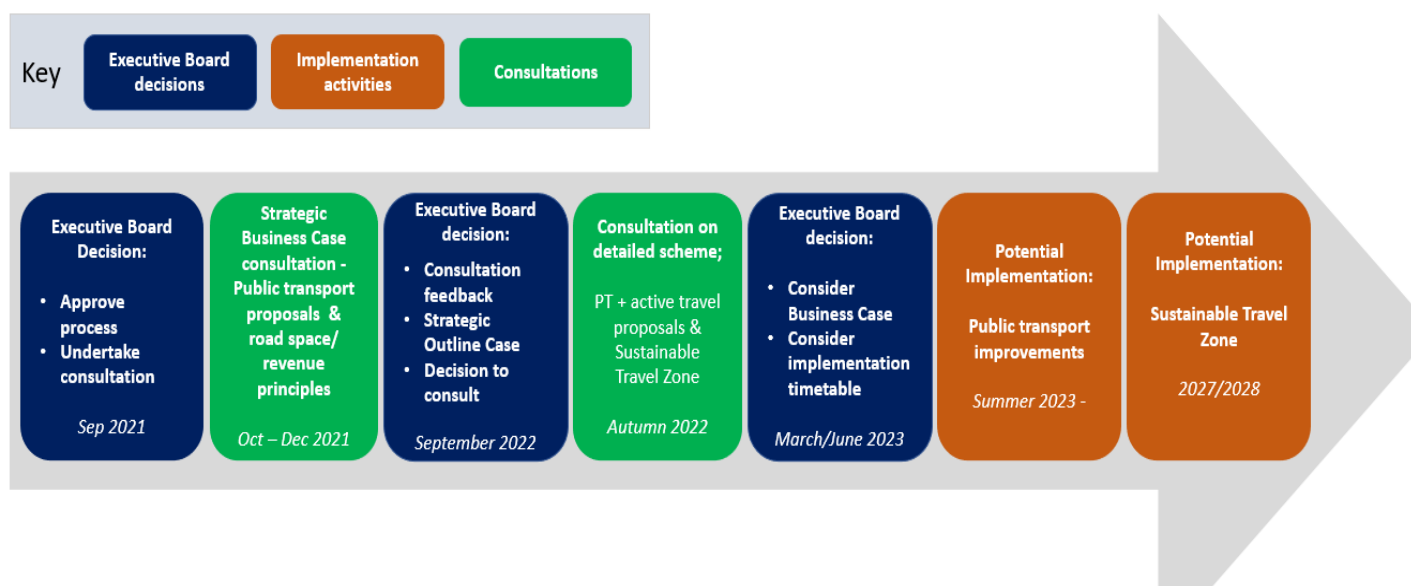 Key
Executive Board
decisions
Implementation
activities
Consultations
Executive Board
Decision:
• Approve
process
• Undertake
consultation
Sep 2021
Strategic
Business Case
consultation -
Public transport
proposals &
road space/
revenue
principles
Oct – Dec 2021
Executive Board
decision:
• Consultation
feedback
• Strategic
Outline Case
• Decision to
consult
September 2022
Consultation on
detailed scheme;
PT + active travel
proposals &
Sustainable
Travel Zone
Autumn 2022
Executive Board
decision:
• Consider
Business Case
• Consider
implementation
timetable
March/June 2023
Potential
Implementation:
Public transport
improvements
Summer 2023 -
Potential
Implementation:
Sustainable Travel
Zone
2027/2028